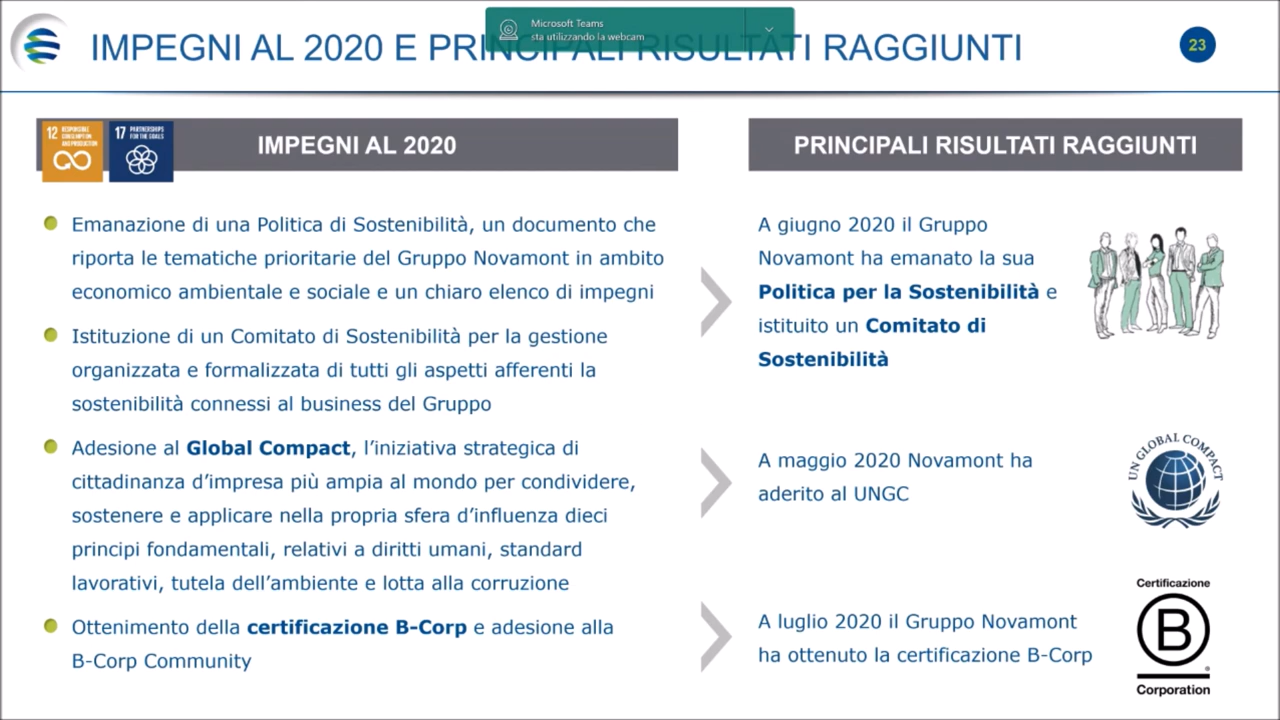 Microsoft Teams
sta utilizzando la webcam
IMPEGNI AL 2020 E PRINCIPALI RISULTATI RAGGIUNTI
23
12 RESPONSIBLE
CONSUMPTION
AND PRODUCTION
17 PARTNERSHIPS
FOR THE GOALS
IMPEGNI AL 2020
Emanazione di una Politica di Sostenibilità, un documento che
riporta le tematiche prioritarie del Gruppo Novamont in ambito
economico ambientale e sociale e un chiaro elenco di impegni
Istituzione di un Comitato di Sostenibilità per la gestione
organizzata e formalizzata di tutti gli aspetti afferenti la
sostenibilità connessi al business del Gruppo
Adesione al Global Compact, l’iniziativa strategica di
cittadinanza d’impresa più ampia al mondo per condividere,
sostenere e applicare nella propria sfera d’influenza dieci
principi fondamentali, relativi a diritti umani, standard
lavorativi, tutela dell’ambiente e lotta alla corruzione
Ottenimento della certificazione B-Corp e adesione alla
B-Corp Community
PRINCIPALI RISULTATI RAGGIUNTI
A giugno 2020 il Gruppo
Novamont ha emanato la sua
Politica per la Sostenibilità e
istituito un Comitato di
Sostenibilità
A maggio 2020 Novamont ha
aderito al UNGC
UN GLOBAL COMPACT
A luglio 2020 il Gruppo Novamont
ha ottenuto la certificazione B-Corp
Certificazione
B
®
Corporation